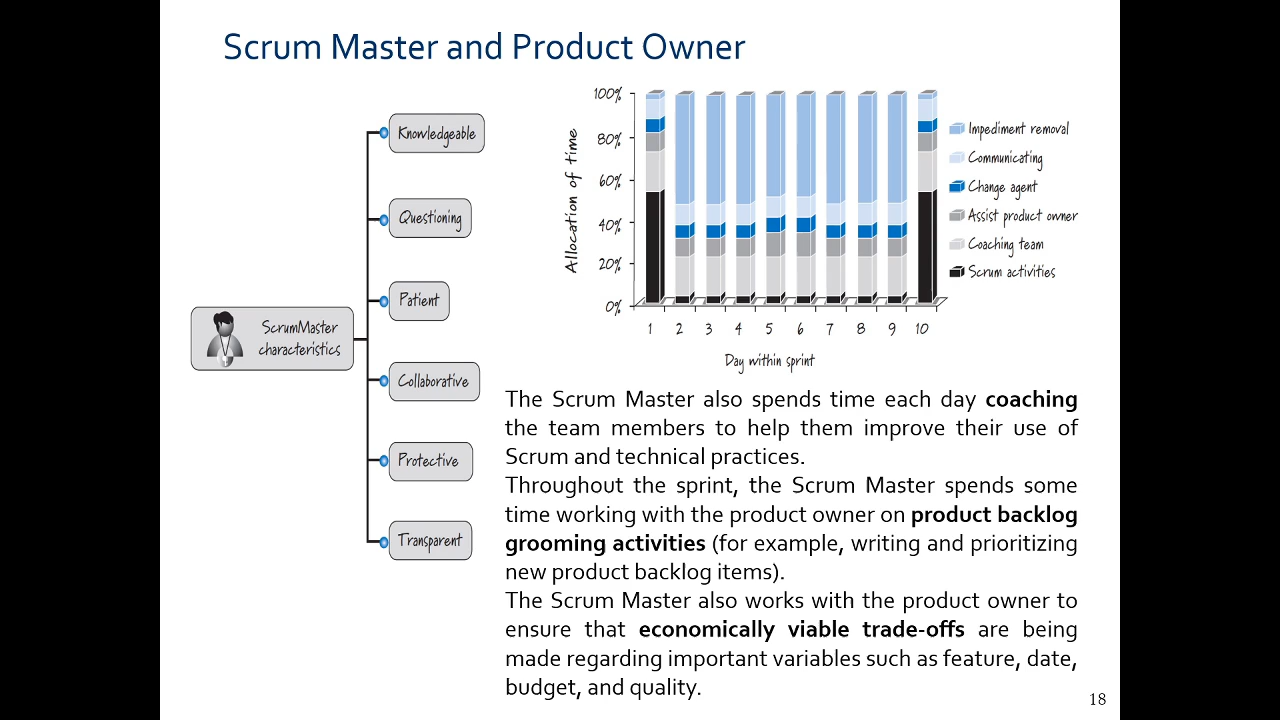 Scrum Master and Product Owner
ScrumMaster
characteristics
Knowledgeable
Questioning
Patient
Collaborative
Protective
Transparent
Allocation of time
100%
80%
60%
40%
20%
0%
1 2 3 4 5 6 7 8 9 10
Day within sprint
Impediment removal
Communicating
Change agent
Assist product owner
Coaching team
Scrum activities
The Scrum Master also spends time each day coaching
the team members to help them improve their use of
Scrum and technical practices.
Throughout the sprint, the Scrum Master spends some
time working with the product owner on product backlog
grooming activities (for example, writing and prioritizing
new product backlog items).
The Scrum Master also works with the product owner to
ensure that economically viable trade-offs are being
made regarding important variables such as feature, date,
budget, and quality.
18